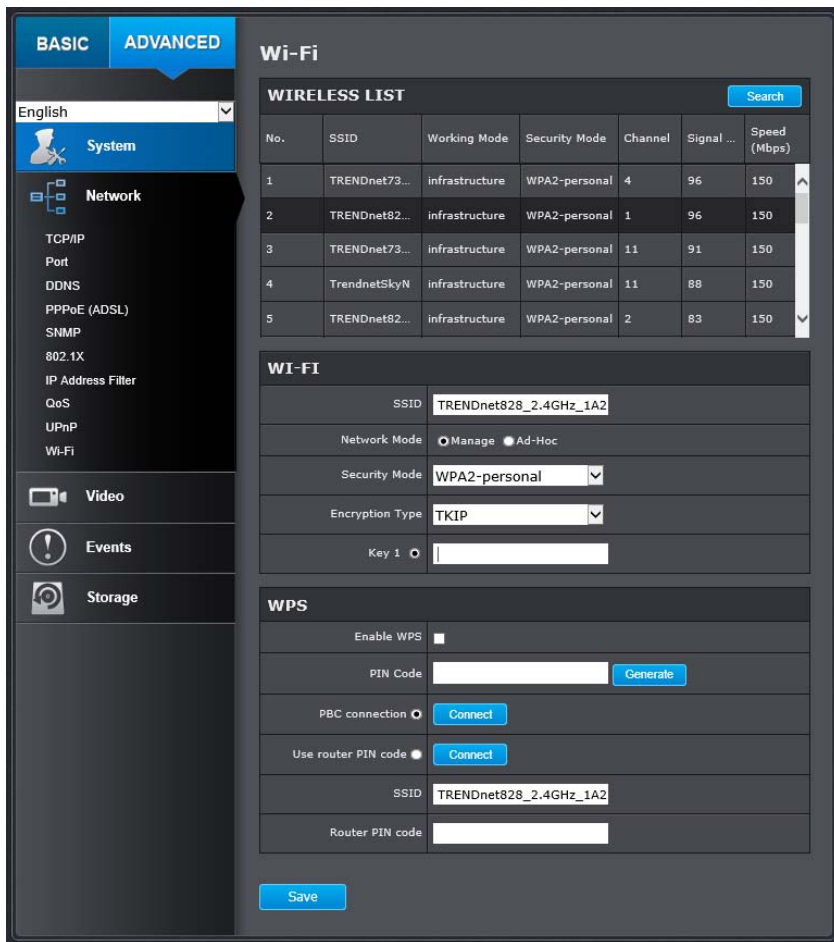 BASIC ADVANCED
English
System
Network
TCP/IP
Port
DDNS
PPPoE (ADSL)
SNMP
802.1X
IP Address Filter
QoS
UPnP
Wi-Fi
Video
Events
Storage
Wi-Fi
WIRELESS LIST Search
No. SSID Working Mode Security Mode Channel Signal ... Speed (Mbps)
1 TRENDnet73... infrastructure WPA2-personal 4 96 150
2 TRENDnet82... infrastructure WPA2-personal 1 96 150
3 TRENDnet73... infrastructure WPA2-personal 11 91 150
4 TrendnetSkyN infrastructure WPA2-personal 11 88 150
5 TRENDnet82... infrastructure WPA2-personal 2 83 150
WI-FI
SSID TRENDnet828_2.4GHz_1A2
Network Mode Manage Ad-Hoc
Security Mode WPA2-personal
Encryption Type TKIP
Key 1
WPS
Enable WPS
PIN Code Generate
PBC connection Connect
Use router PIN code Connect
SSID TRENDnet828_2.4GHz_1A2
Router PIN code
Save